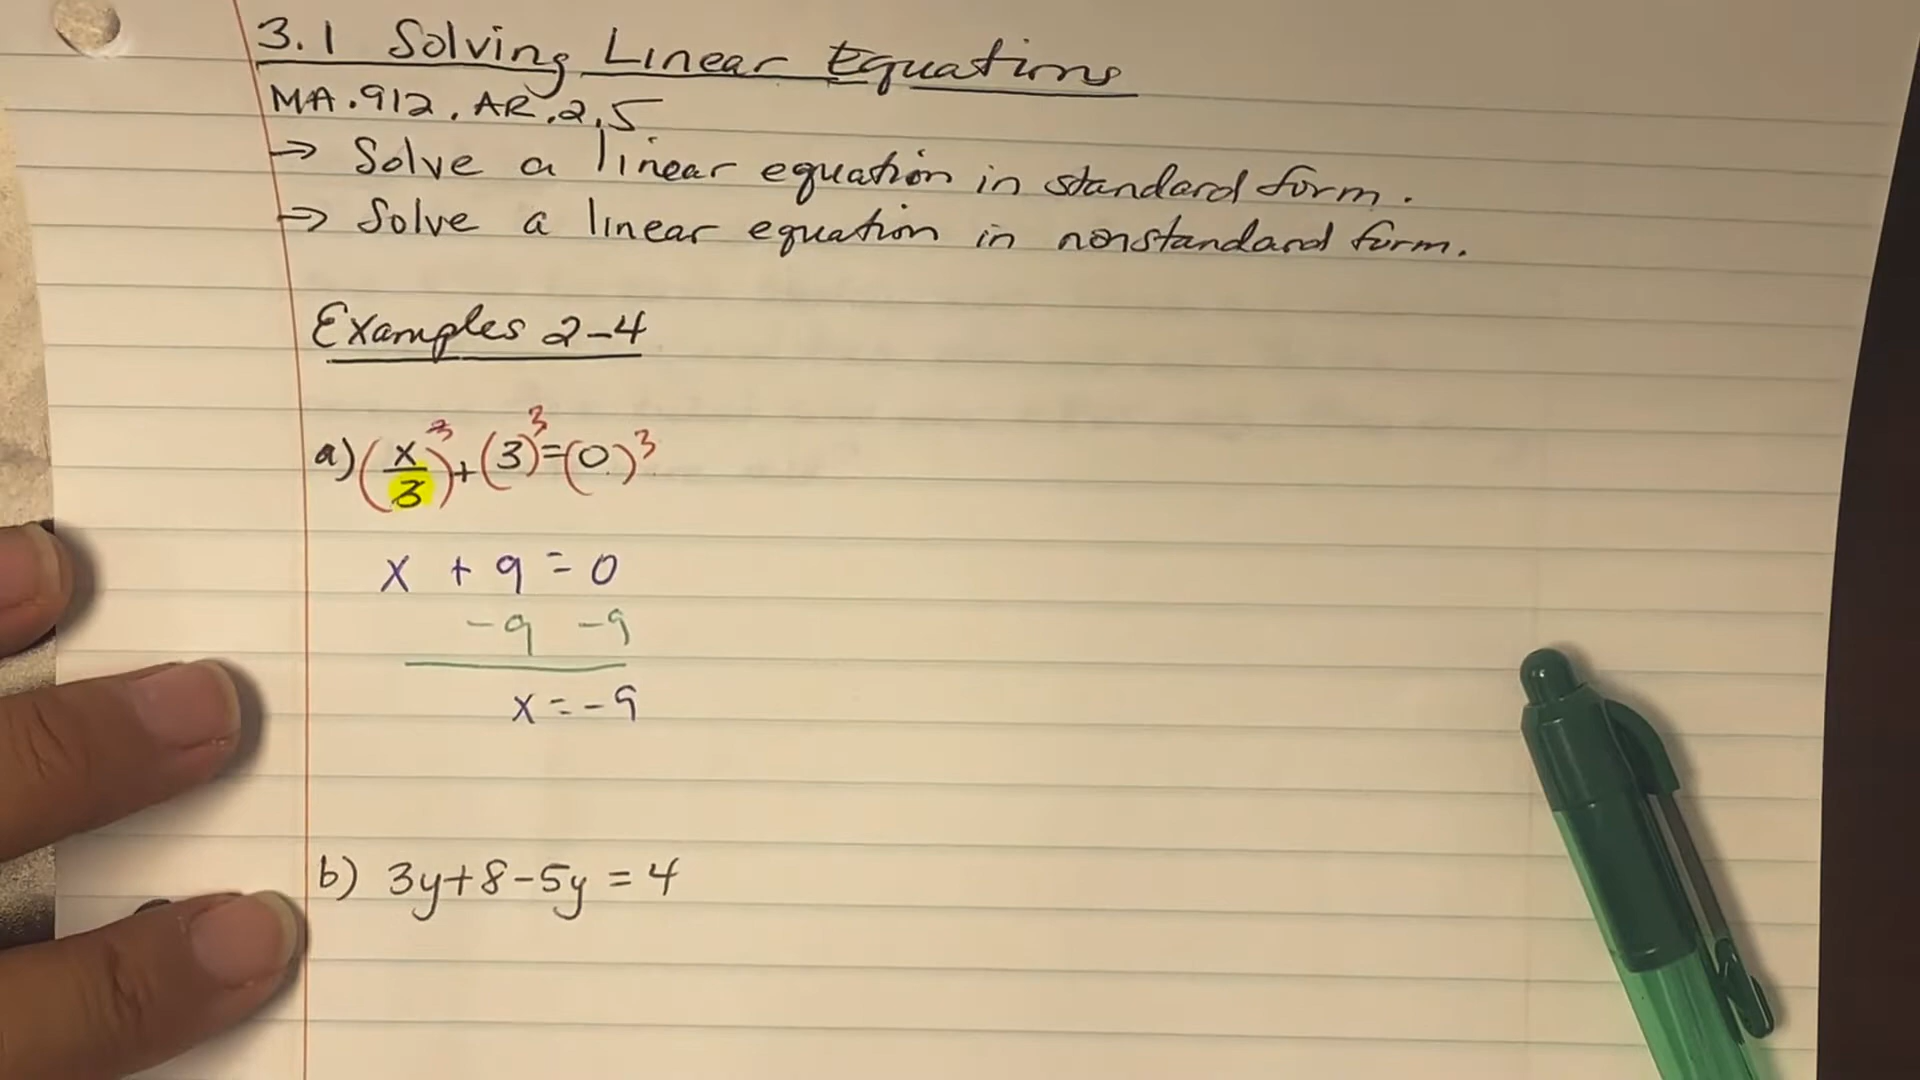 3.1 Solving Linear Equations
MA.912.AR.2.5
→ Solve a linear equation in standard form.
→ Solve a linear equation in nonstandard form.
Examples 2-4
a) (x/3)³ + (3)³ = (0)³
x + 9 = 0
-9 -9
x = -9
b) 3y+8-5y = 4